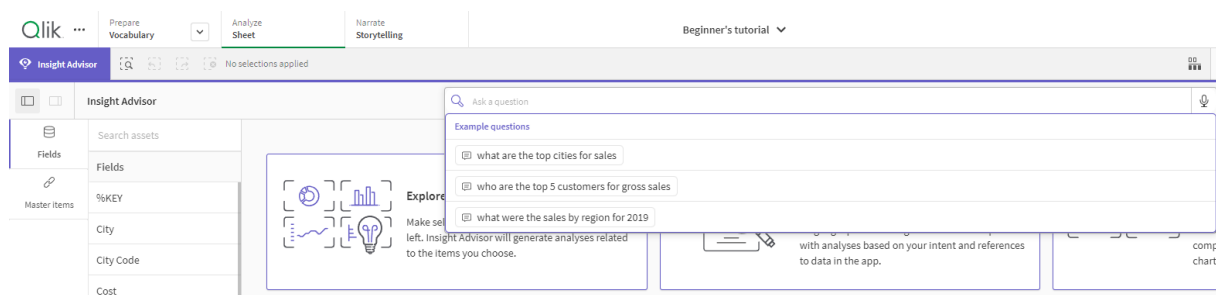 Qlik
Prepare
Vocabulary
Analyze
Sheet
Narrate
Storytelling
Beginner's tutorial
Insight Advisor
No selections applied
Insight Advisor
Ask a question
Fields
Master items
Search assets
Fields
%KEY
City
City Code
Cost
Example questions
what are the top cities for sales
who are the top 5 customers for gross sales
what were the sales by region for 2019
Explore
Make sel
left. Insight Advisor will generate analyses related
to the items you choose.
with analyses based on your intent and references
to data in the app.
comp
chart